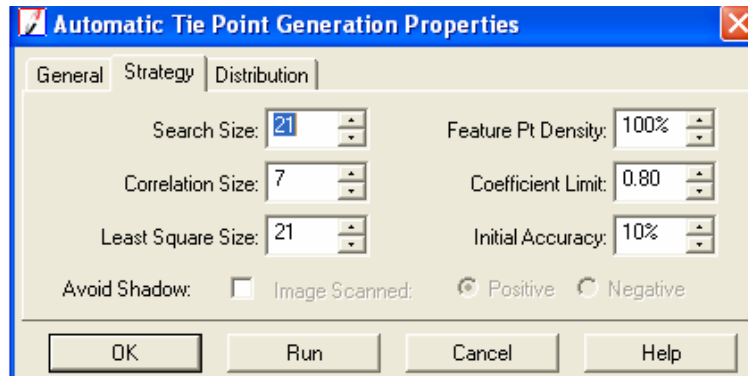 Automatic Tie Point Generation Properties
General Strategy Distribution
Search Size: 21 Feature Pt Density: 100%
Correlation Size: 7 Coefficient Limit: 0.80
Least Square Size: 21 Initial Accuracy: 10%
Avoid Shadow: Image Scanned: Positive Negative
OK Run Cancel Help